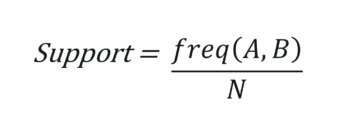 Support = freq(A, B)
N